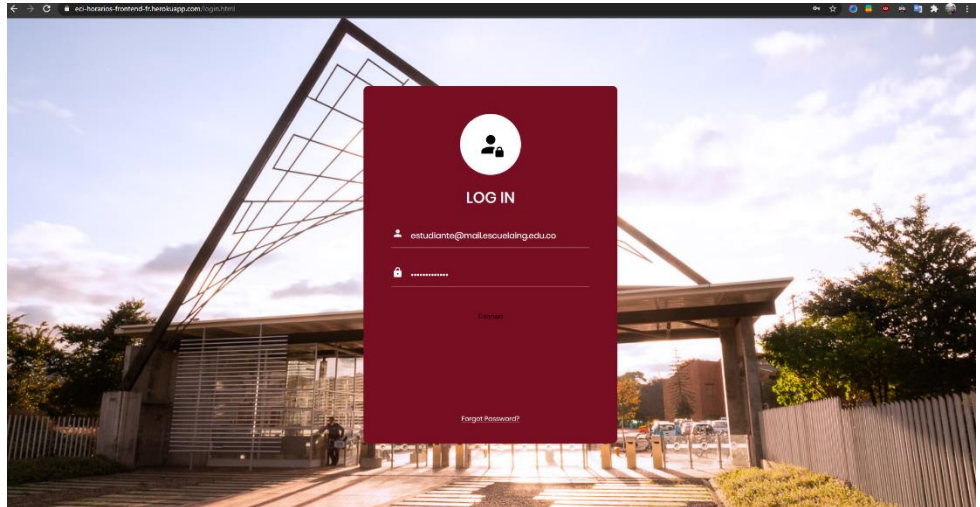 eci-horarios-frontend-fr.herokuapp.com/login.html
LOG IN
estudiante@mail.escuelaing.edu.co
Connect
Forgot Password?